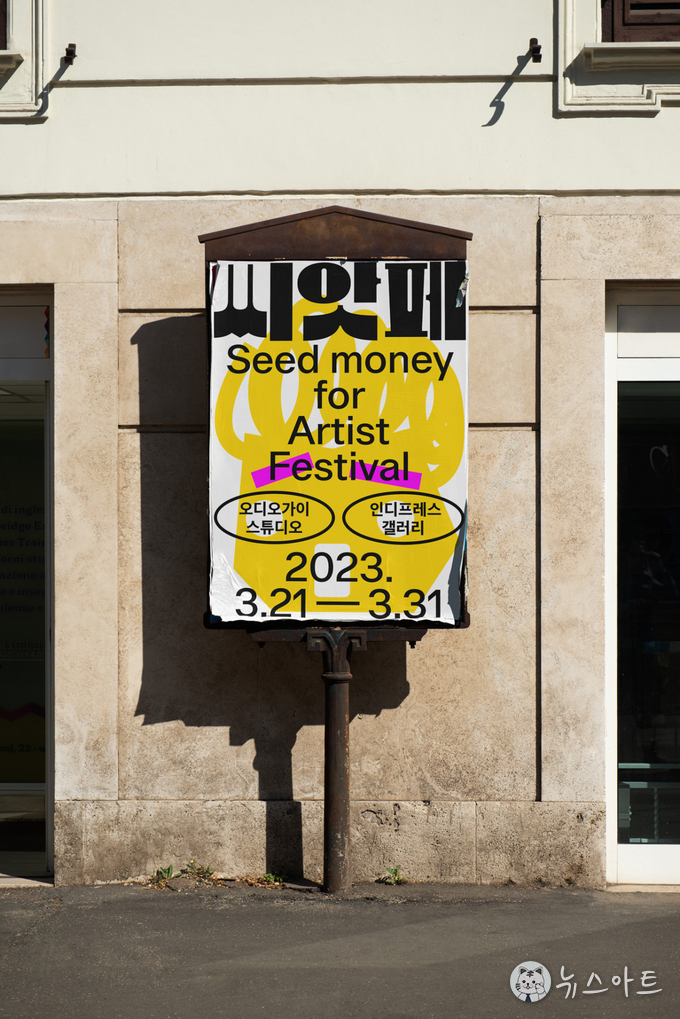 씨앗페
Seed money
for
Artist
Festival
오디오가이
스튜디오
인디프레스
갤러리
2023.
3.21 — 3.31
뉴스아트